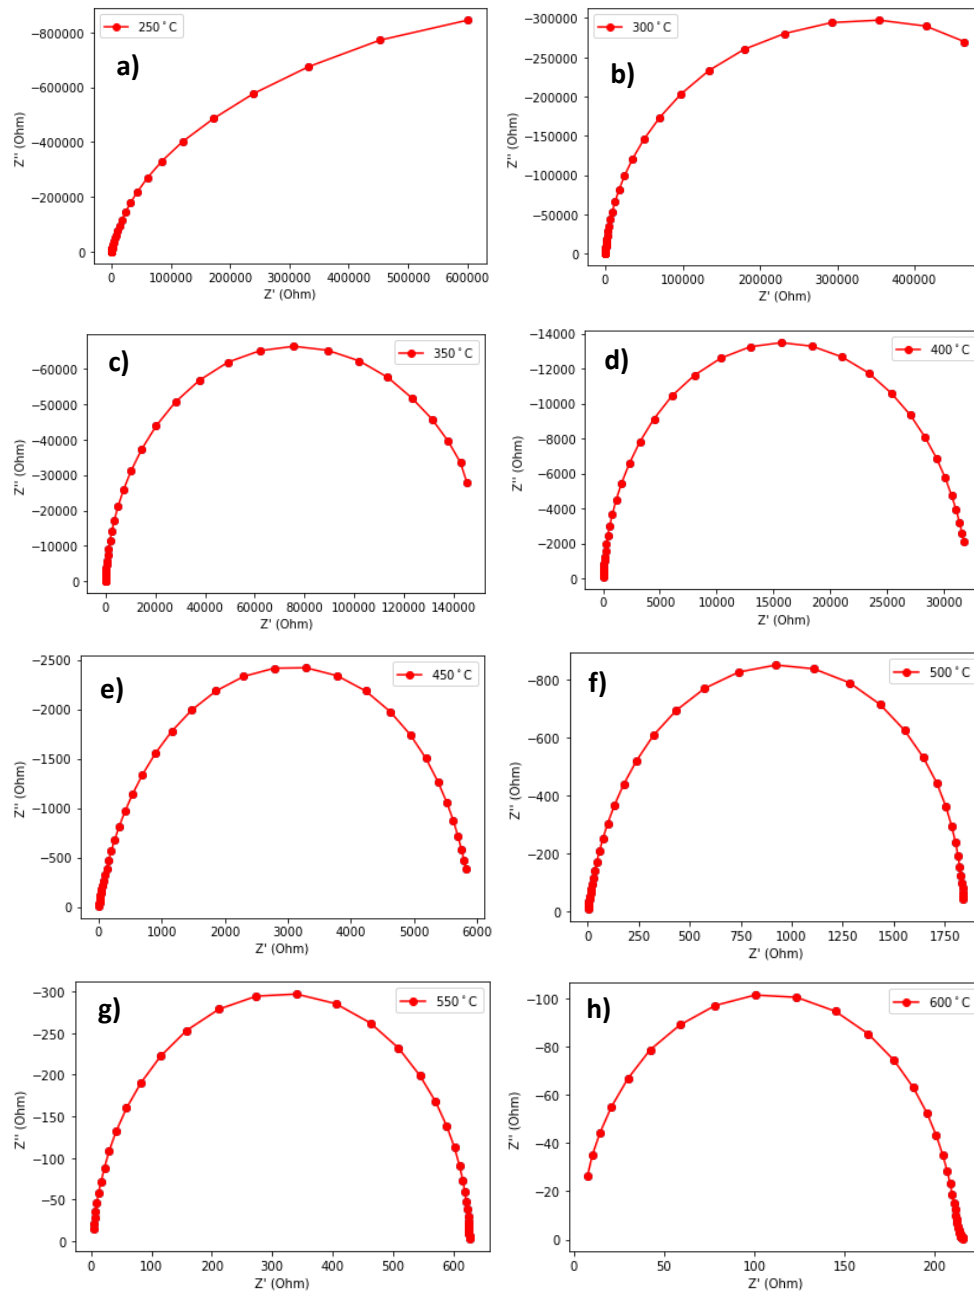 250°C
a)
−800000
−600000
−400000
−200000
0
Z'' (Ohm)
0 100000 200000 300000 400000 500000 600000
Z' (Ohm)
300°C
b)
−300000
−250000
−200000
−150000
−100000
−50000
0
Z'' (Ohm)
0 100000 200000 300000 400000
Z' (Ohm)
350°C
c)
−60000
−50000
−40000
−30000
−20000
−10000
0
Z'' (Ohm)
0 20000 40000 60000 80000 100000 120000 140000
Z' (Ohm)
400°C
d)
−14000
−12000
−10000
−8000
−6000
−4000
−2000
0
Z'' (Ohm)
0 5000 10000 15000 20000 25000 30000
Z' (Ohm)
450°C
e)
−2500
−2000
−1500
−1000
−500
0
Z'' (Ohm)
0 1000 2000 3000 4000 5000 6000
Z' (Ohm)
500°C
f)
−800
−600
−400
−200
0
Z'' (Ohm)
0 250 500 750 1000 1250 1500 1750
Z' (Ohm)
550°C
g)
−300
−250
−200
−150
−100
−50
0
Z'' (Ohm)
0 100 200 300 400 500 600
Z' (Ohm)
600°C
h)
−100
−80
−60
−40
−20
0
Z'' (Ohm)
0 50 100 150 200
Z' (Ohm)